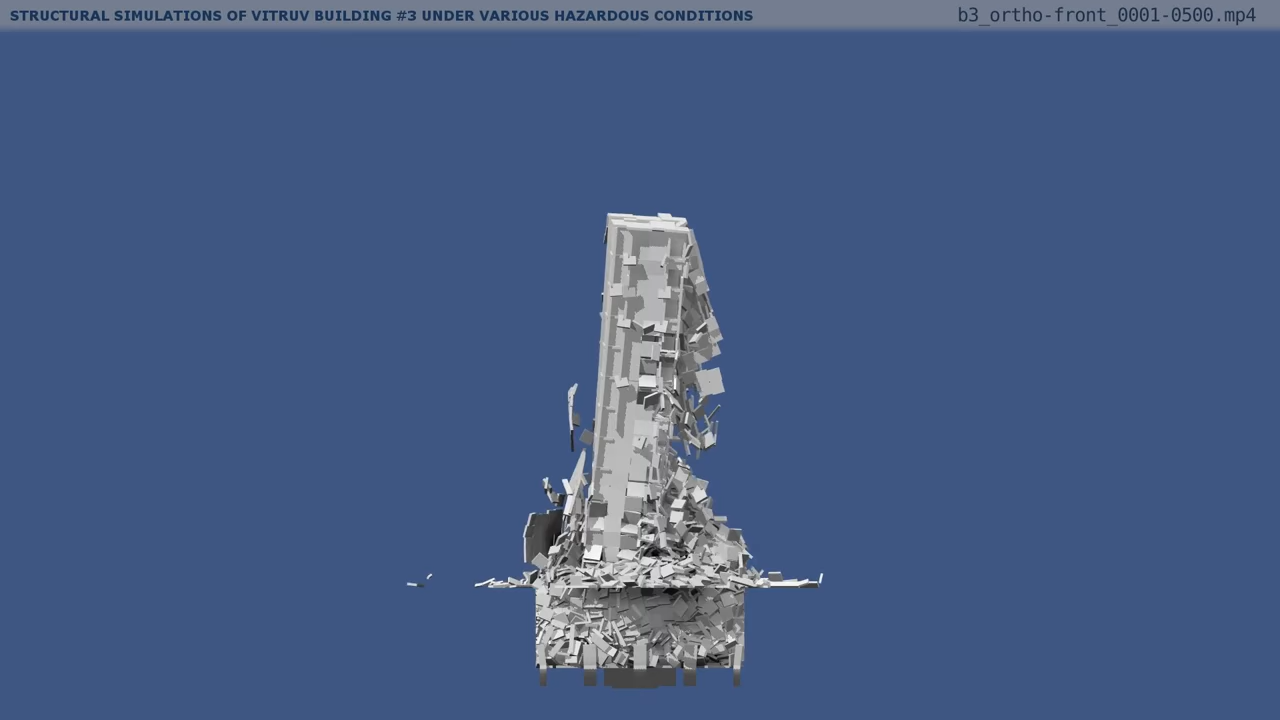 STRUCTURAL SIMULATIONS OF VITRUV BUILDING #3 UNDER VARIOUS HAZARDOUS CONDITIONS
b3_ortho-front_0001-0500.mp4